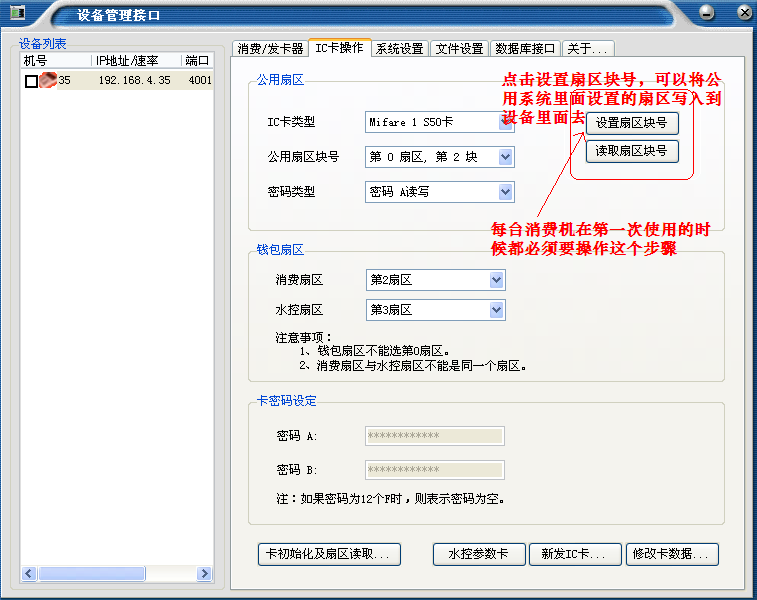 设备管理接口
设备列表
机号 IP地址/速率 端口
35 192.168.4.35 4001
消费/发卡器 IC卡操作 系统设置 文件设置 数据库接口 关于...
公用扇区
点击设置扇区块号，可以将公
用系统里面设置的扇区写入到
设备里面去
IC卡类型 Mifare 1 S50卡 设置扇区块号
公用扇区块号 第 0 扇区, 第 2 块 读取扇区块号
密码类型 密码 A读写
每台消费机在第一次使用的时
候都必须要操作这个步骤
钱包扇区
消费扇区 第2扇区
水控扇区 第3扇区
注意事项：
1、钱包扇区不能选第0扇区。
2、消费扇区与水控扇区不能是同一个扇区。
卡密码设定
密码 A: ************
密码 B: ************
注：如果密码为12个F时，则表示密码为空。
卡初始化及扇区读取... 水控参数卡 新发IC卡... 修改卡数据...